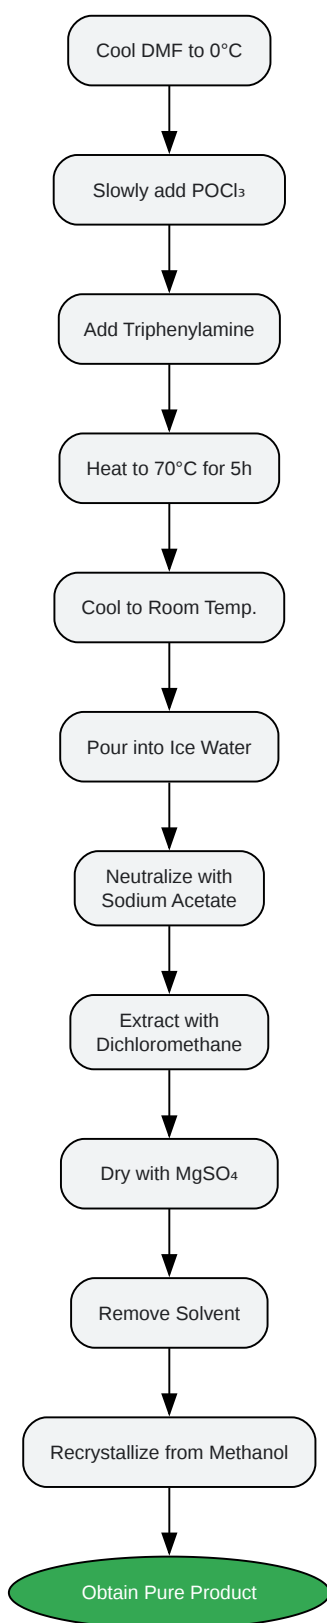 Cool DMF to 0°C
Slowly add POCl₃
Add Triphenylamine
Heat to 70°C for 5h
Cool to Room Temp.
Pour into Ice Water
Neutralize with
Sodium Acetate
Extract with
Dichloromethane
Dry with MgSO₄
Remove Solvent
Recrystallize from Methanol
Obtain Pure Product